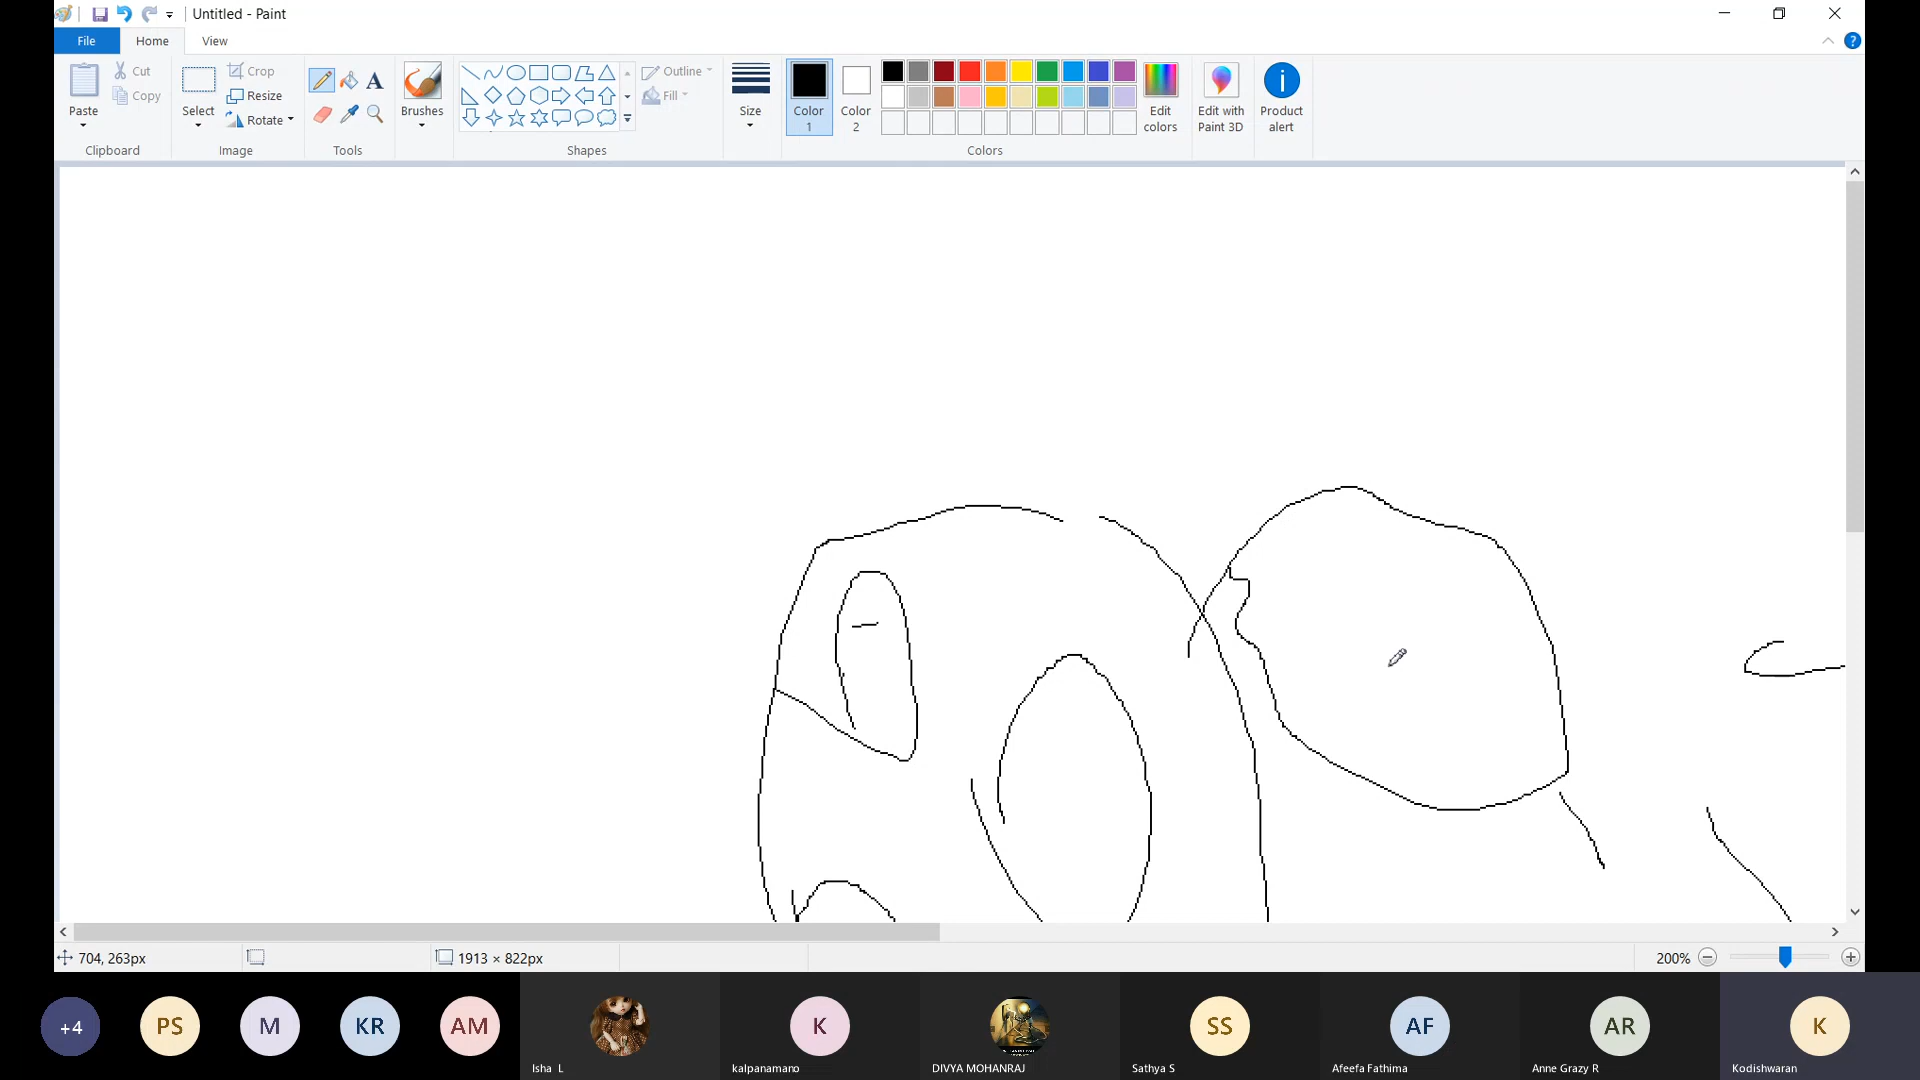 Untitled - Paint
File Home View
Paste Cut Copy
Select Crop Resize Rotate
A
Brushes
Outline Fill
Size
Color 1 Color 2
Edit colors
Edit with Paint 3D
Product alert
Clipboard Image Tools Shapes Colors
704, 263px 1913 × 822px 200%
+4 PS M KR AM K SS AF AR K
Isha L kalpanamano DIVYA MOHANRAJ Sathya S Afeefa Fathima Anne Grazy R Kodishwaran